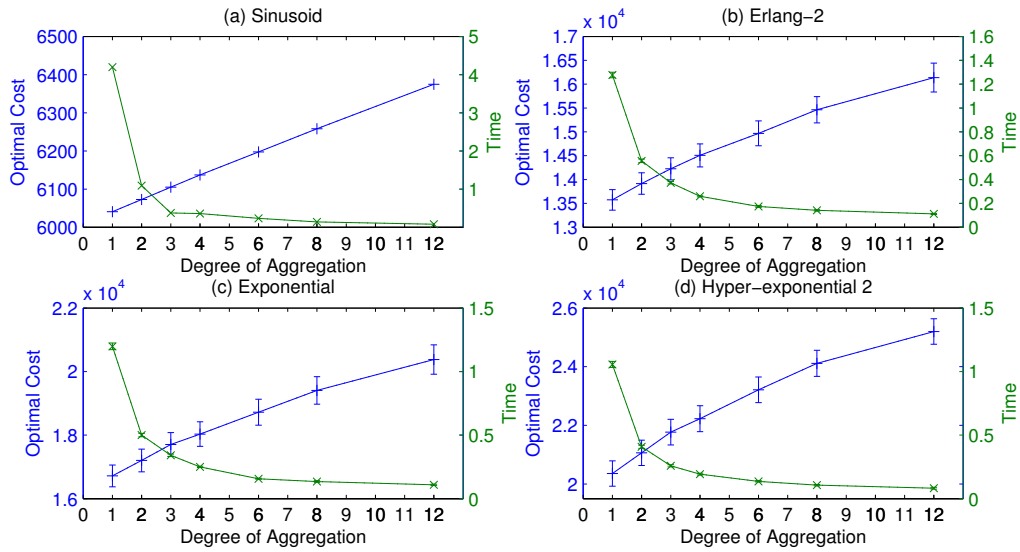 (a) Sinusoid
6500
6400
6300
6200
6100
6000
Optimal Cost
5
4
3
2
1
Time
0 1 2 3 4 5 6 7 8 9 10 11 12
Degree of Aggregation
(b) Erlang−2
x 10^4
1.7
1.65
1.6
1.55
1.5
1.45
1.4
1.35
1.3
Optimal Cost
1.6
1.4
1.2
1
0.8
0.6
0.4
0.2
0
Time
0 1 2 3 4 5 6 7 8 9 10 11 12
Degree of Aggregation
(c) Exponential
x 10^4
2.2
2
1.8
1.6
Optimal Cost
1.5
1
0.5
0
Time
0 1 2 3 4 5 6 7 8 9 10 11 12
Degree of Aggregation
(d) Hyper−exponential 2
x 10^4
2.6
2.4
2.2
2
Optimal Cost
1.5
1
0.5
0
Time
0 1 2 3 4 5 6 7 8 9 10 11 12
Degree of Aggregation